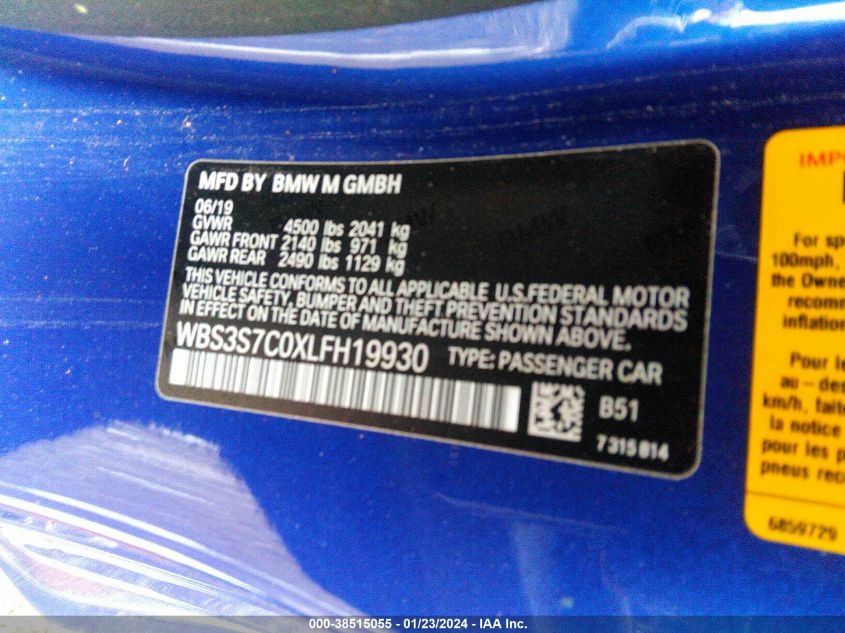 MFD BY BMW M GMBH
06/19
GVWR 4500 lbs 2041 kg
GAWR FRONT 2140 lbs 971 kg
GAWR REAR 2490 lbs 1129 kg
THIS VEHICLE CONFORMS TO ALL APPLICABLE U.S.FEDERAL MOTOR
VEHICLE SAFETY, BUMPER AND THEFT PREVENTION STANDARDS
IN EFFECT ON THE DATE OF MANUFACTURE SHOWN ABOVE.
WBS3S7C0XLFH19930 TYPE: PASSENGER CAR
B51
7315814
IMPO
For sp
100mph,
the Owne
recomm
inflation
Pour
au – des
km/h, faite
la notice
pour les p
pneus reco
6859729
000-38515055 - 01/23/2024 - IAA Inc.